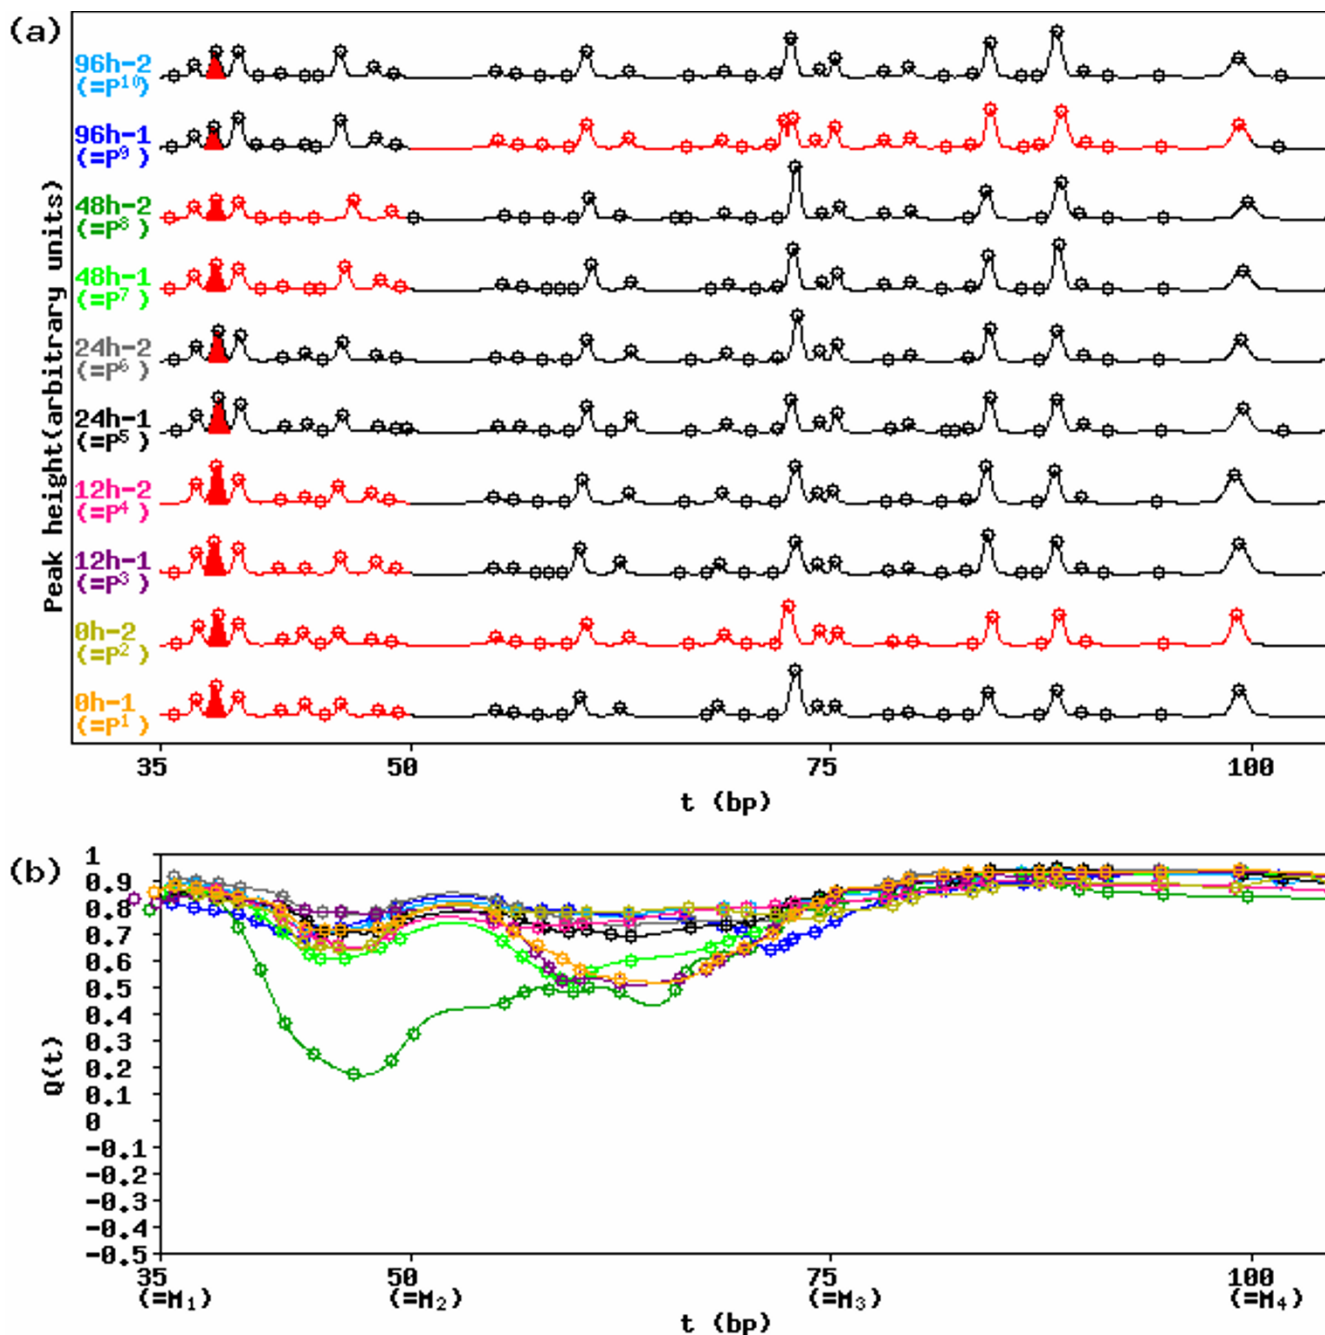 (a)
96h-2
(=P¹⁰)
96h-1
(=P⁹)
48h-2
(=P⁸)
48h-1
(=P⁷)
24h-2
(=P⁶)
24h-1
(=P⁵)
12h-2
(=P⁴)
12h-1
(=P³)
0h-2
(=P²)
0h-1
(=P¹)
Peak height(arbitrary units)
35 50 75 100
t (bp)
(b)
1
0.9
0.8
0.7
0.6
0.5
0.4
0.3
0.2
0.1
0
-0.1
-0.2
-0.3
-0.4
-0.5
Q(t)
35 50 75 100
(=M₁) (=M₂) (=M₃) (=M₄)
t (bp)